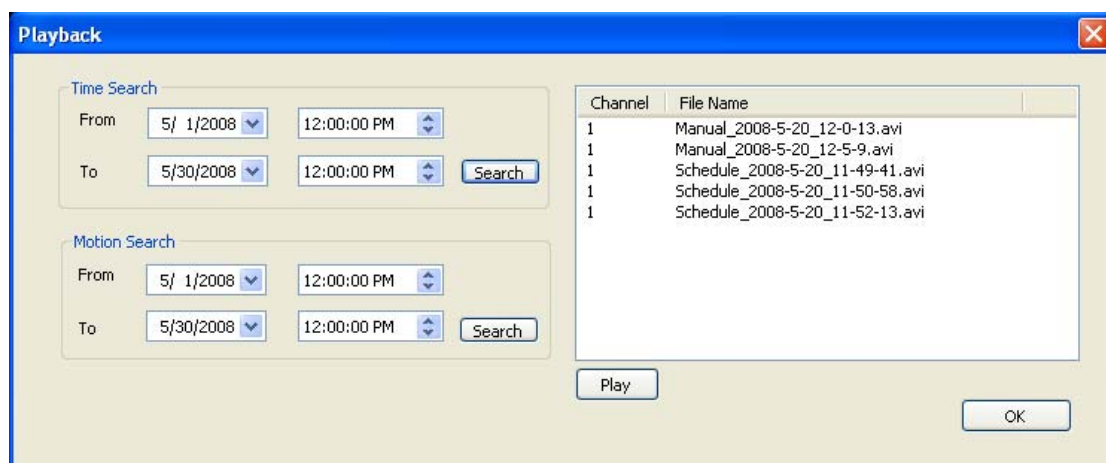 Playback
Time Search
From 5/ 1/2008 12:00:00 PM
To 5/30/2008 12:00:00 PM Search
Motion Search
From 5/ 1/2008 12:00:00 PM
To 5/30/2008 12:00:00 PM Search
Channel File Name
1 Manual_2008-5-20_12-0-13.avi
1 Manual_2008-5-20_12-5-9.avi
1 Schedule_2008-5-20_11-49-41.avi
1 Schedule_2008-5-20_11-50-58.avi
1 Schedule_2008-5-20_11-52-13.avi
Play
OK